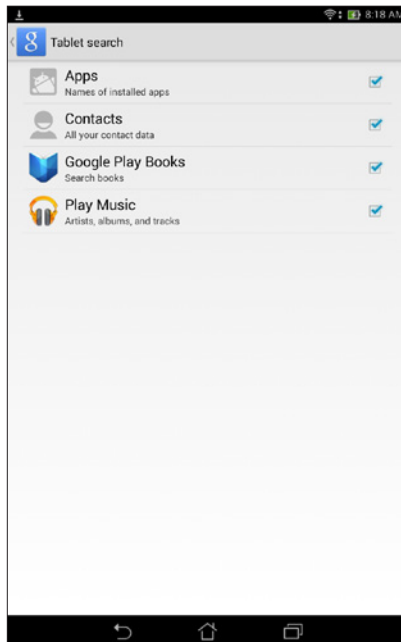 8:18 AM
Tablet search
Apps
Names of installed apps
Contacts
All your contact data
Google Play Books
Search books
Play Music
Artists, albums, and tracks